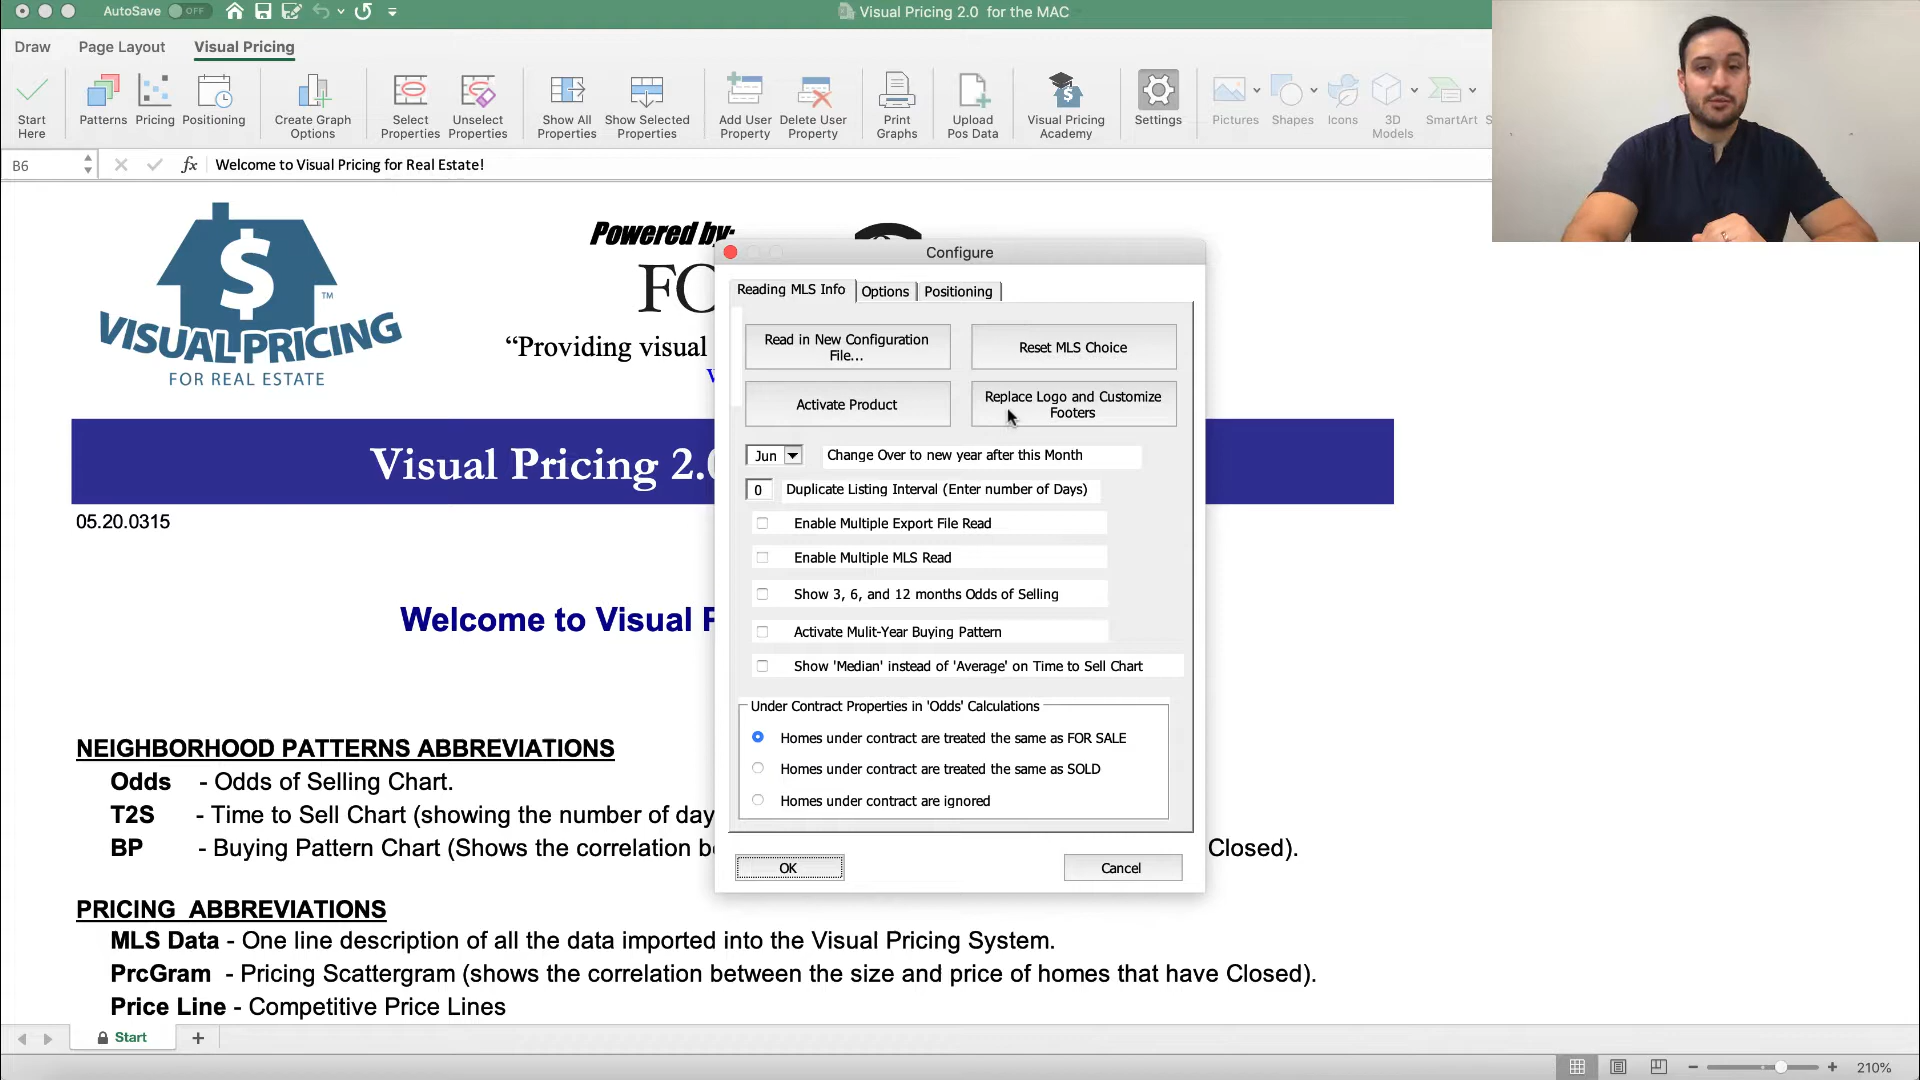 AutoSave OFF
Visual Pricing 2.0 for the MAC
Draw Page Layout Visual Pricing
Start Here
Patterns
Pricing
Positioning
Create Graph Options
Select Properties
Unselect Properties
Show All Properties
Show Selected Properties
Add User Property
Delete User Property
Print Graphs
Upload Pos Data
Visual Pricing Academy
Settings
Pictures
Shapes
Icons
3D Models
SmartArt
B6
fx Welcome to Visual Pricing for Real Estate!
$
TM
VISUAL PRICING
FOR REAL ESTATE
Powered by:
“Providing visual
Visual Pricing 2.0
05.20.0315
Welcome to Visual
NEIGHBORHOOD PATTERNS ABBREVIATIONS
Odds - Odds of Selling Chart.
T2S - Time to Sell Chart (showing the number of day
BP - Buying Pattern Chart (Shows the correlation
Closed).
PRICING ABBREVIATIONS
MLS Data - One line description of all the data imported into the Visual Pricing System.
PrcGram - Pricing Scattergram (shows the correlation between the size and price of homes that have Closed).
Price Line - Competitive Price Lines
Configure
Reading MLS Info Options Positioning
Read in New Configuration File...
Reset MLS Choice
Activate Product
Replace Logo and Customize Footers
Jun Change Over to new year after this Month
0 Duplicate Listing Interval (Enter number of Days)
Enable Multiple Export File Read
Enable Multiple MLS Read
Show 3, 6, and 12 months Odds of Selling
Activate Mulit-Year Buying Pattern
Show 'Median' instead of 'Average' on Time to Sell Chart
Under Contract Properties in 'Odds' Calculations
Homes under contract are treated the same as FOR SALE
Homes under contract are treated the same as SOLD
Homes under contract are ignored
OK Cancel
Start
210%